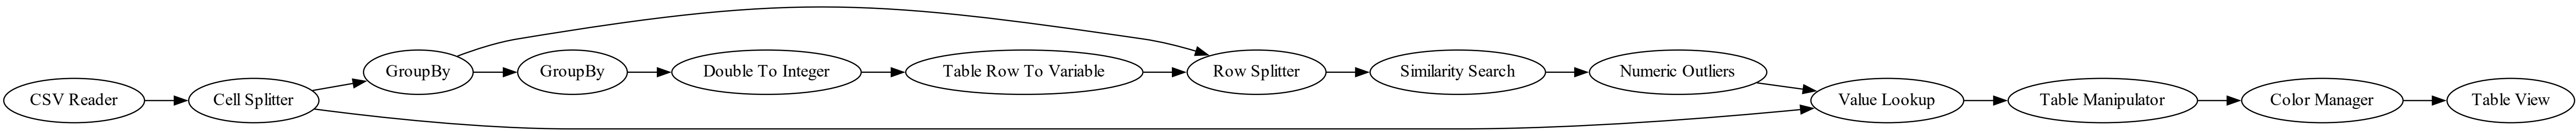 CSV Reader
Cell Splitter
GroupBy
GroupBy
Double To Integer
Table Row To Variable
Row Splitter
Similarity Search
Numeric Outliers
Value Lookup
Table Manipulator
Color Manager
Table View